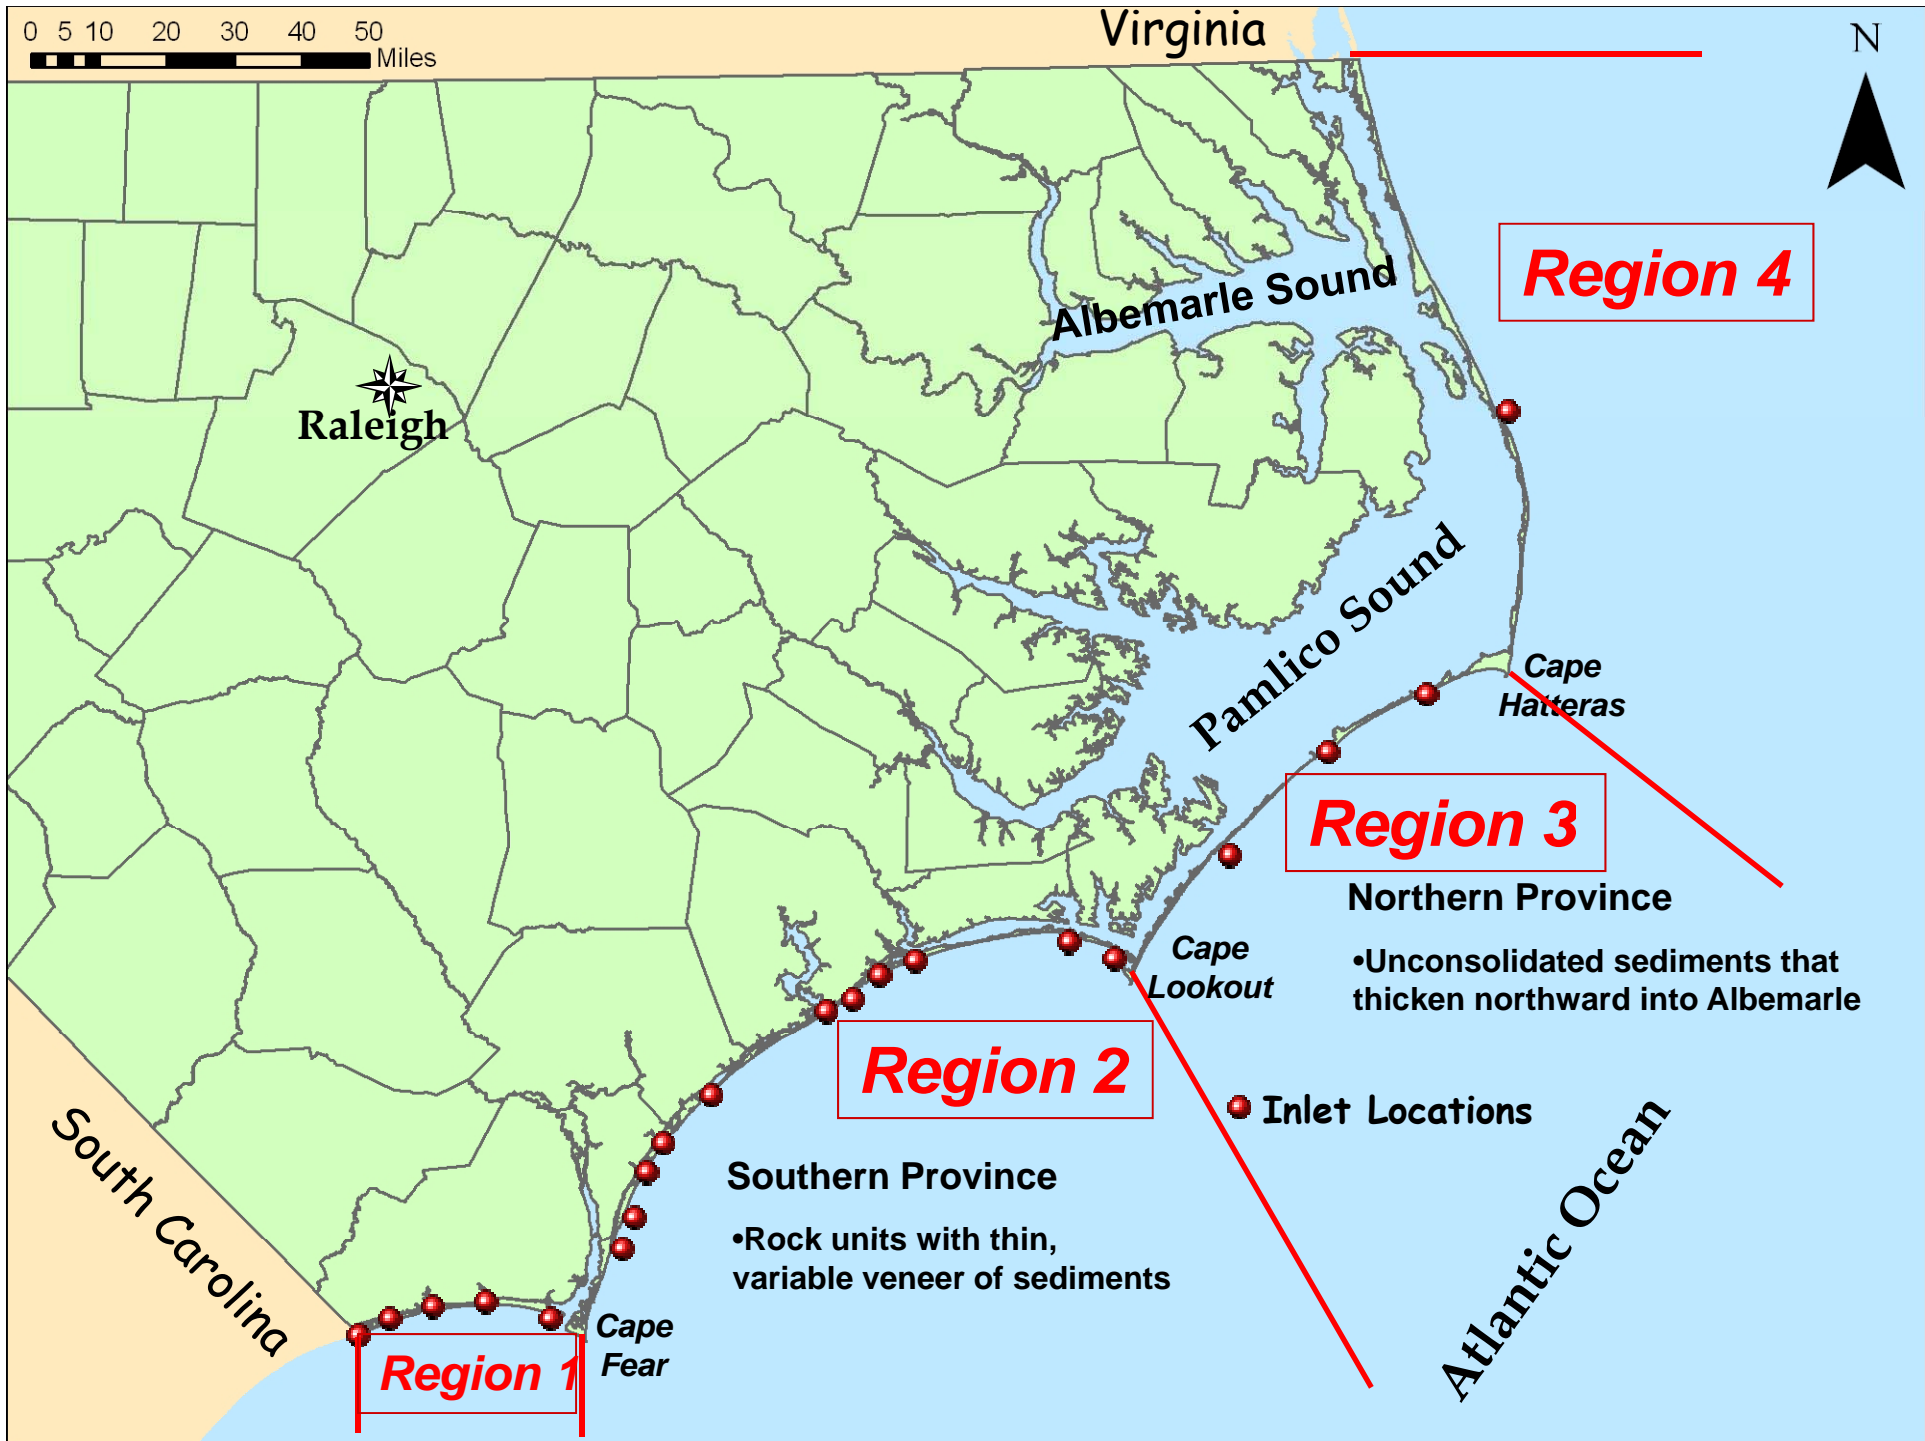 0 5 10 20 30 40 50
Miles
Virginia
N
Region 4
Albemarle Sound
Raleigh
Pamlico Sound
Cape
Hatteras
Region 3
Northern Province
•Unconsolidated sediments that
thicken northward into Albemarle
Cape
Lookout
Region 2
Inlet Locations
Southern Province
•Rock units with thin,
variable veneer of sediments
Atlantic Ocean
South Carolina
Cape
Fear
Region 1